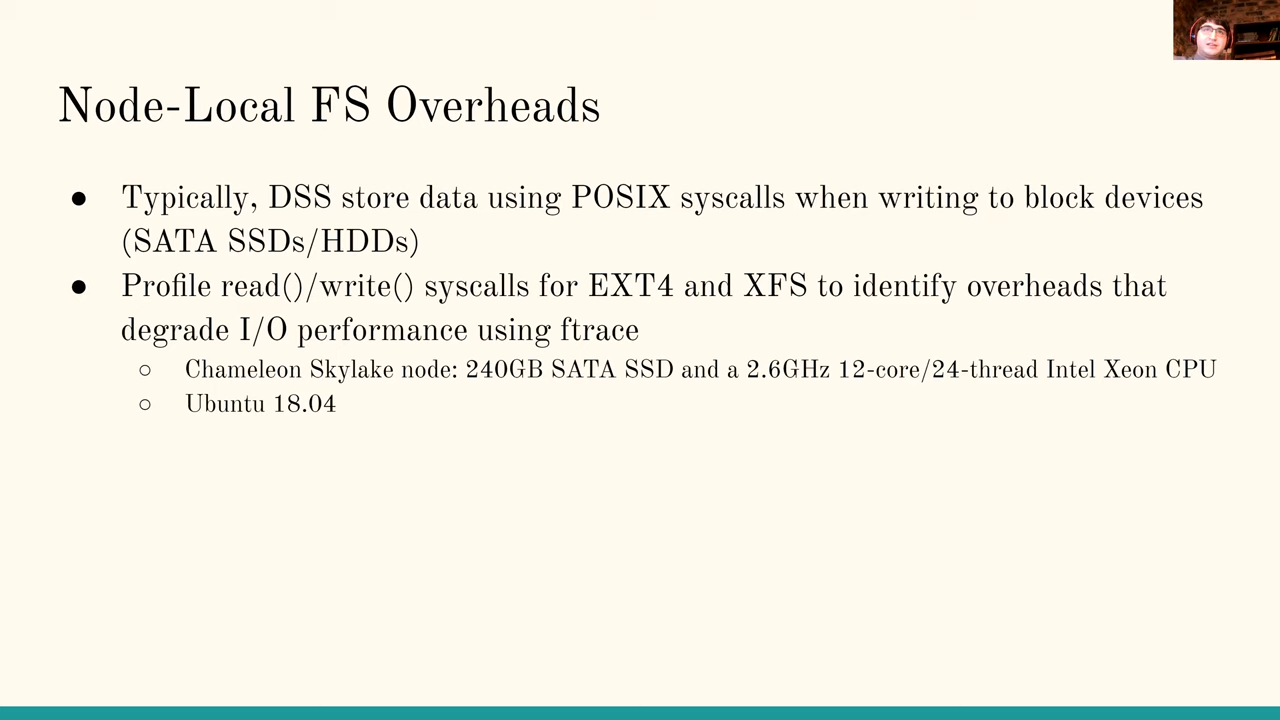 Node-Local FS Overheads
● Typically, DSS store data using POSIX syscalls when writing to block devices
(SATA SSDs/HDDs)
● Profile read()/write() syscalls for EXT4 and XFS to identify overheads that
degrade I/O performance using ftrace
○ Chameleon Skylake node: 240GB SATA SSD and a 2.6GHz 12-core/24-thread Intel Xeon CPU
○ Ubuntu 18.04